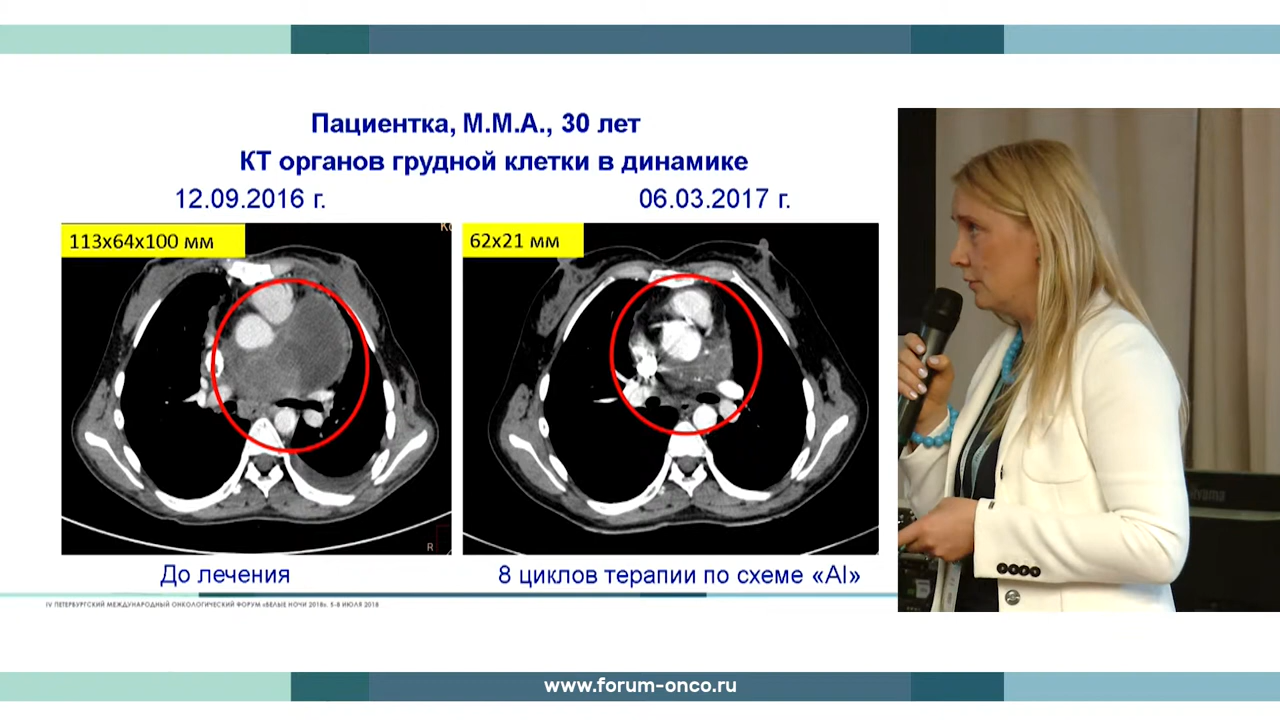 Пациентка, М.М.А., 30 лет
КТ органов грудной клетки в динамике
12.09.2016 г.
06.03.2017 г.
113x64x100 мм
62x21 мм
R
До лечения
8 циклов терапии по схеме «AI»
IV ПЕТЕРБУРГСКИЙ МЕЖДУНАРОДНЫЙ ОНКОЛОГИЧЕСКИЙ ФОРУМ «БЕЛЫЕ НОЧИ 2018». 5-8 ИЮЛЯ 2018
iiyama
www.forum-onco.ru